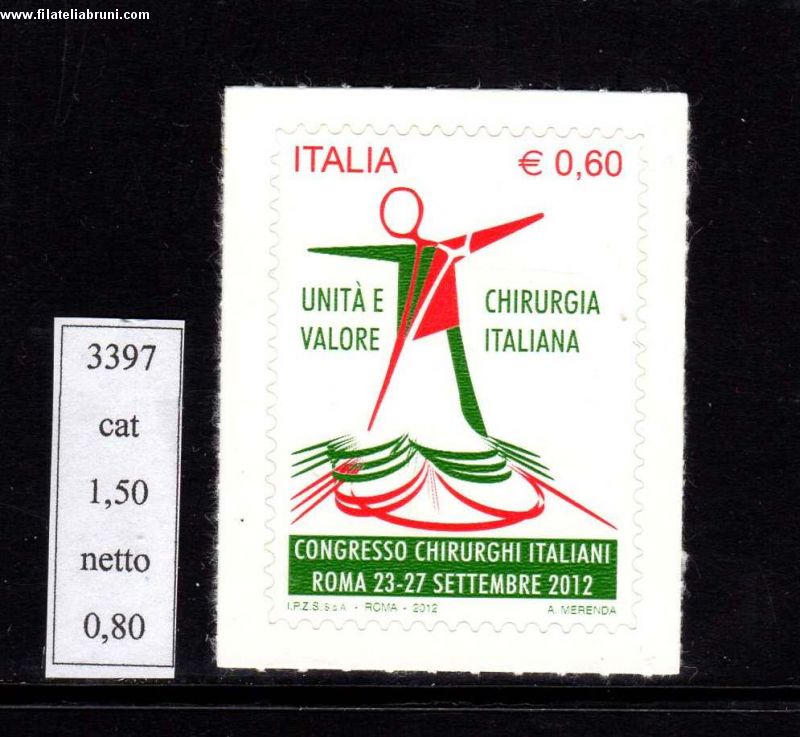 www.filateliabruni.com
ITALIA
€ 0,60
UNITÀ E
VALORE
CHIRURGIA
ITALIANA
CONGRESSO CHIRURGHI ITALIANI
ROMA 23-27 SETTEMBRE 2012
I.P.Z.S. S.p.A. - ROMA - 2012
A. MERENDA
3397
cat
1,50
netto
0,80